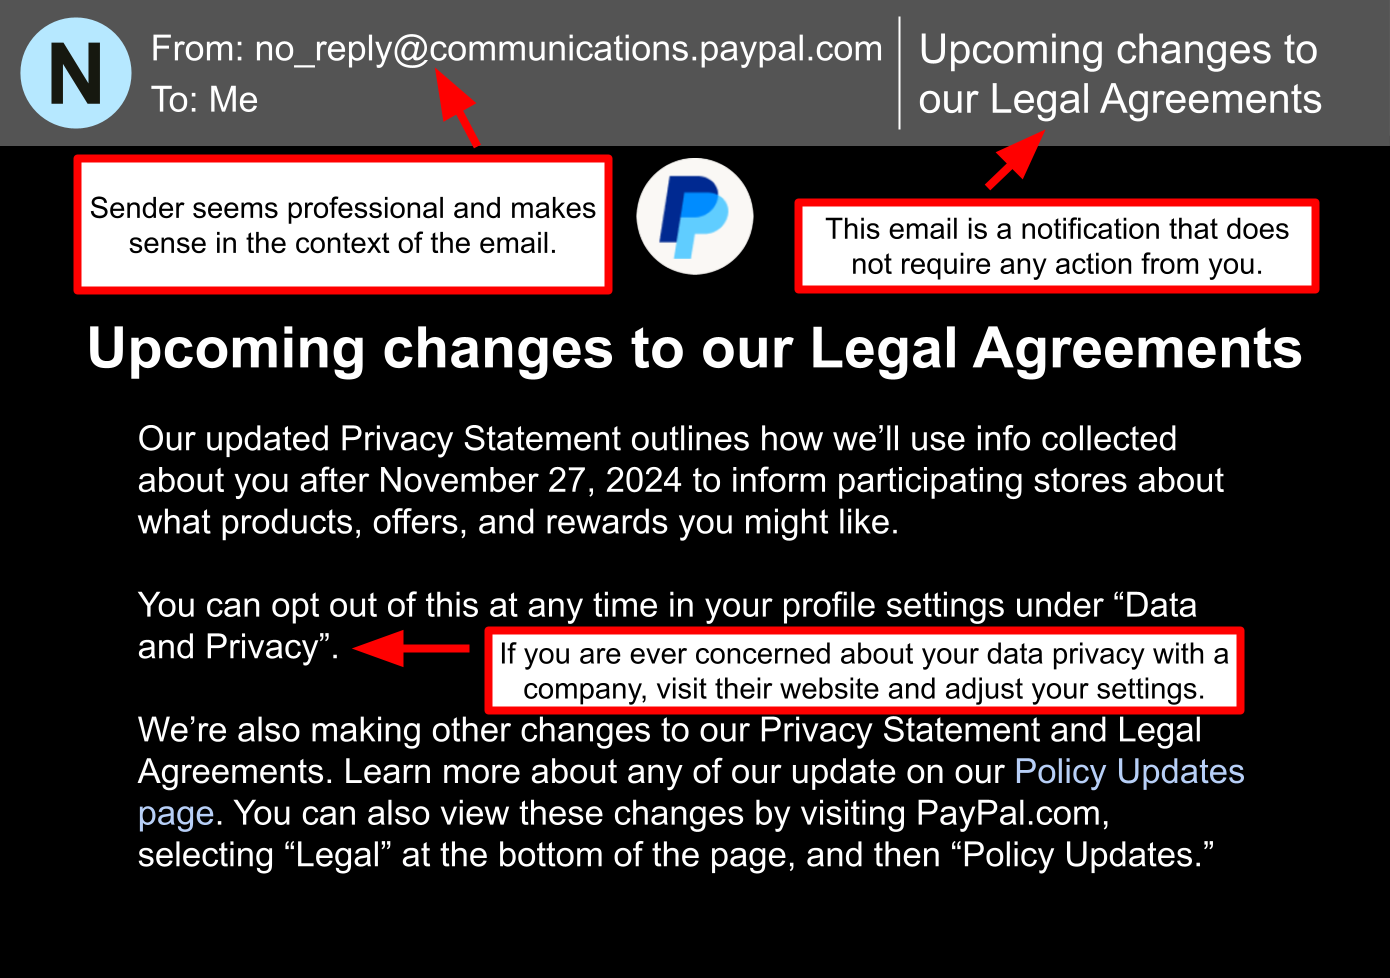 N
From: no_reply@communications.paypal.com
To: Me
Upcoming changes to
our Legal Agreements
Sender seems professional and makes
sense in the context of the email.
This email is a notification that does
not require any action from you.
Upcoming changes to our Legal Agreements
Our updated Privacy Statement outlines how we’ll use info collected
about you after November 27, 2024 to inform participating stores about
what products, offers, and rewards you might like.
You can opt out of this at any time in your profile settings under “Data
and Privacy”.
If you are ever concerned about your data privacy with a
company, visit their website and adjust your settings.
We’re also making other changes to our Privacy Statement and Legal
Agreements. Learn more about any of our update on our Policy Updates
page. You can also view these changes by visiting PayPal.com,
selecting “Legal” at the bottom of the page, and then “Policy Updates.”